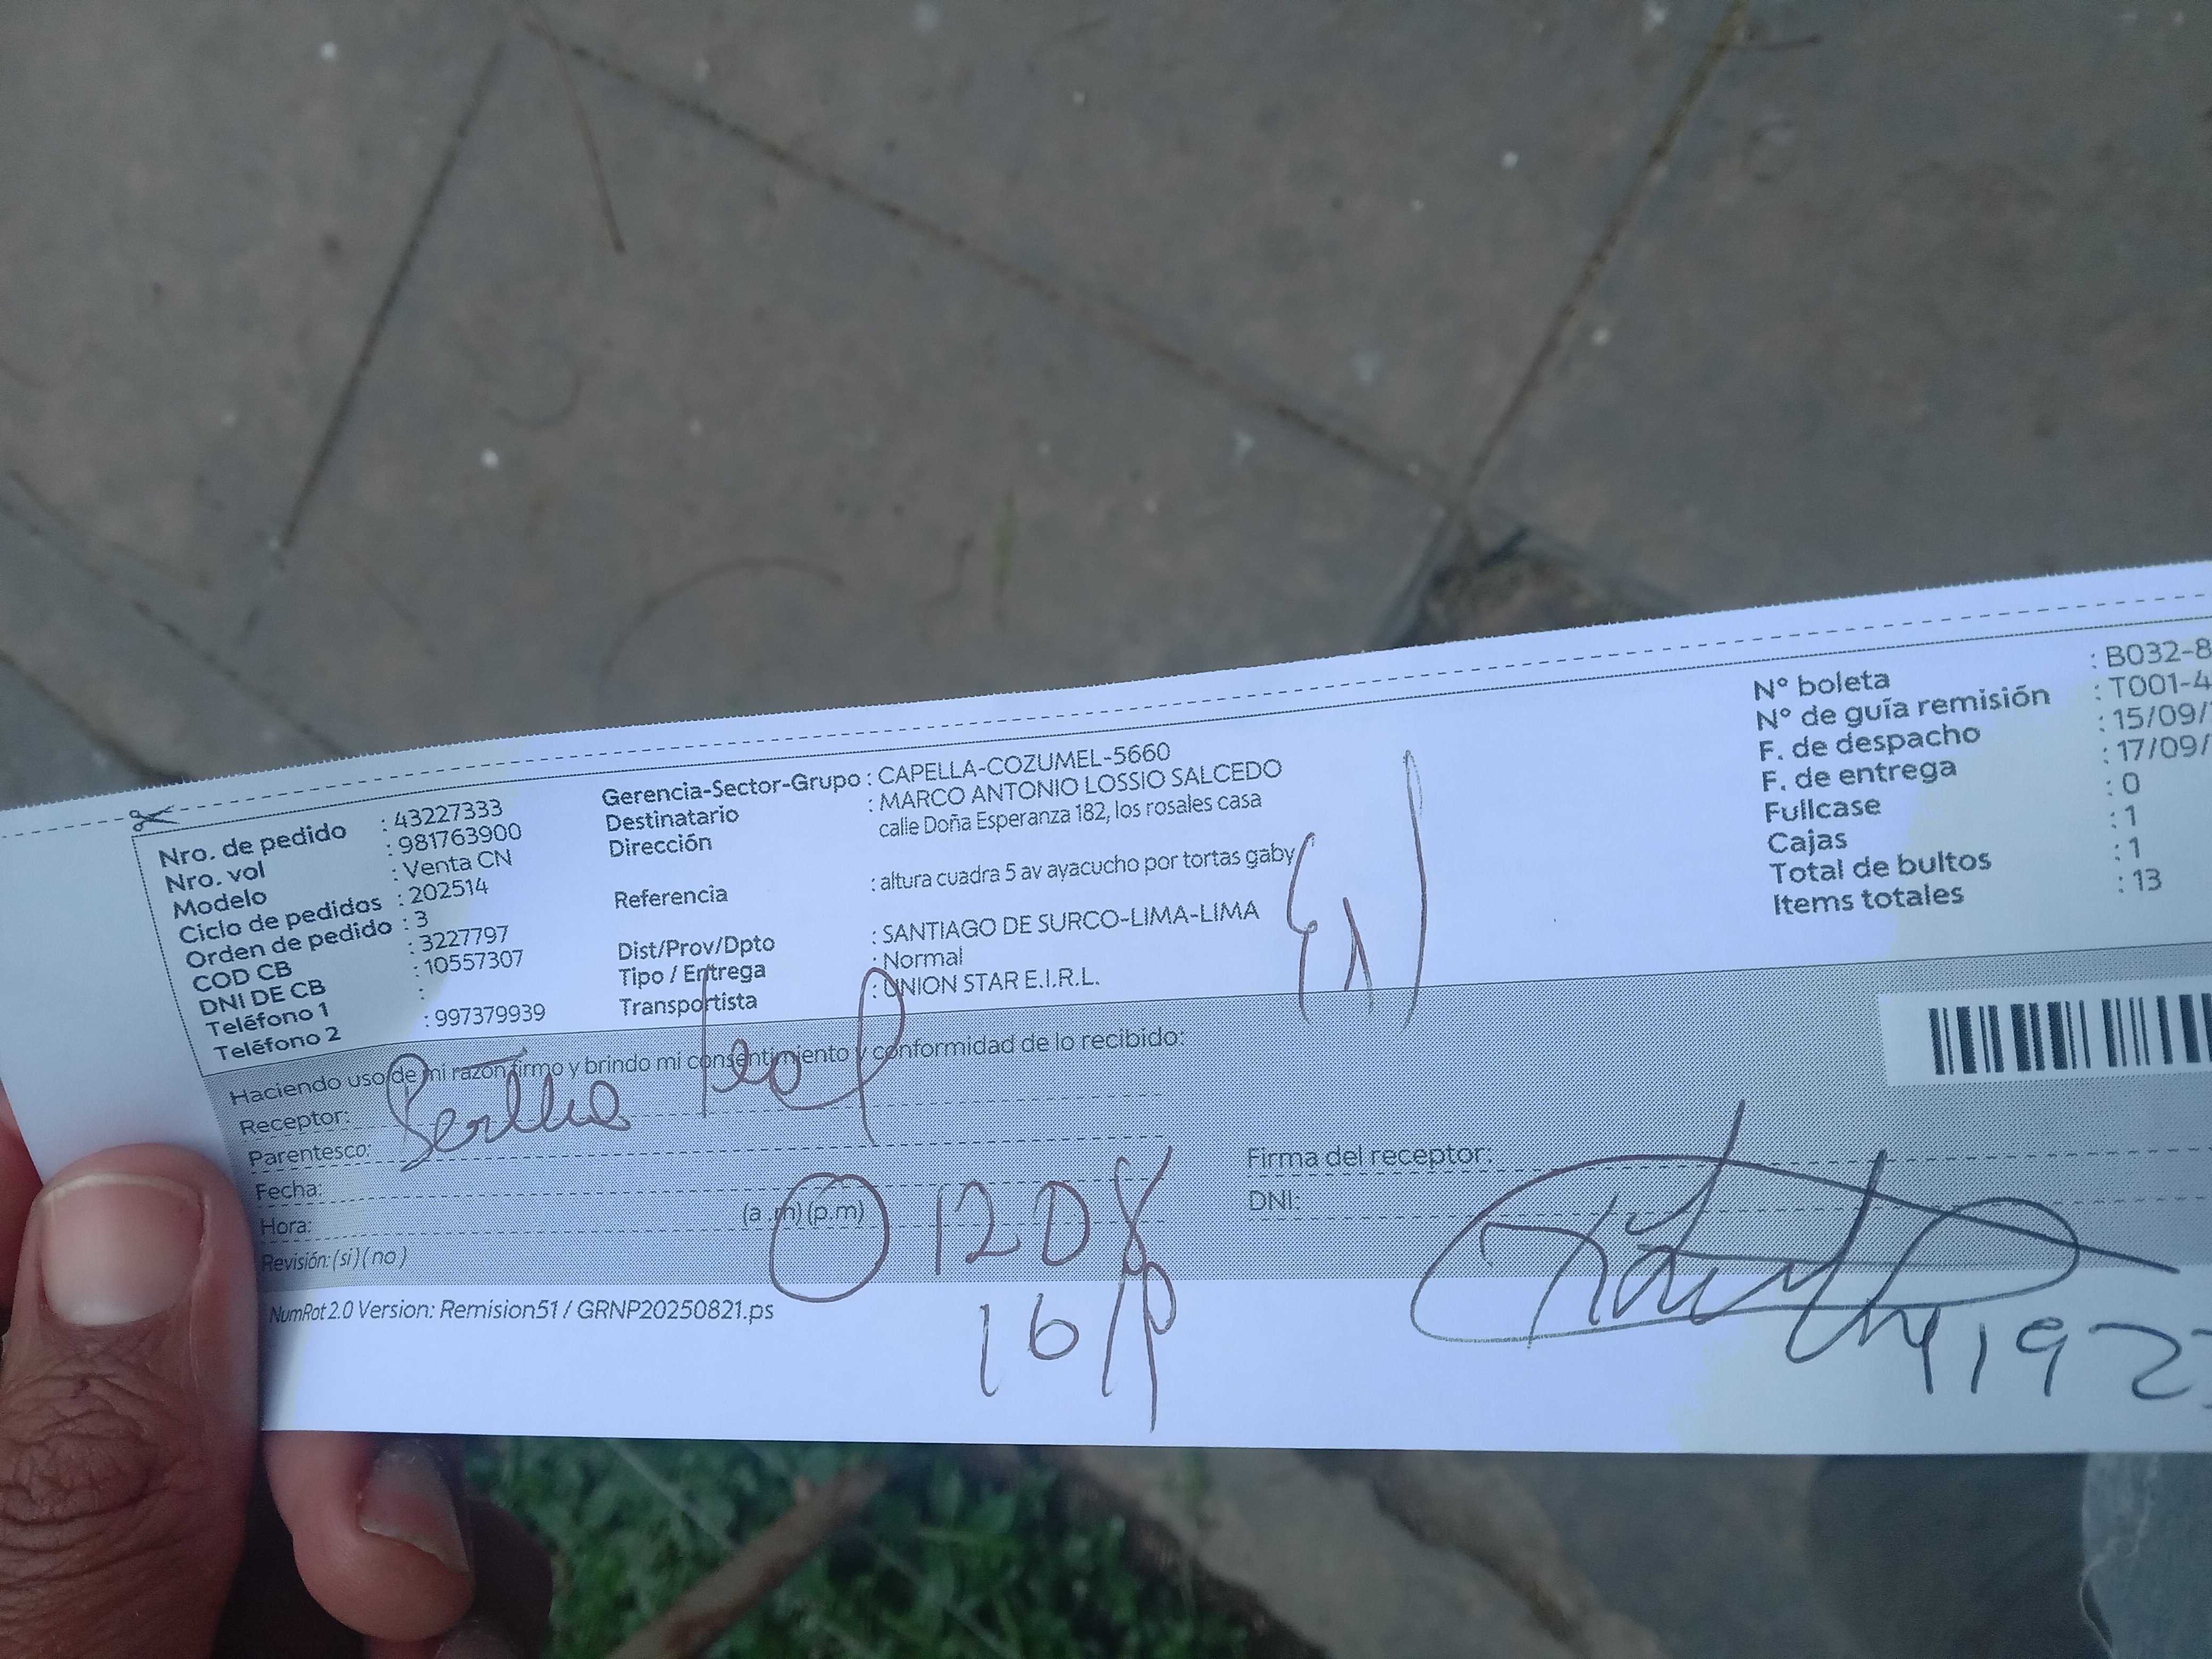 Nro. de pedido : 43227333
Nro. vol : 981763900
Modelo : Venta CN
Ciclo de pedidos : 202514
Orden de pedido : 3
COD CB : 3227797
DNI DE CB : 10557307
Teléfono 1 :
Teléfono 2 : 997379939
Gerencia-Sector-Grupo : CAPELLA-COZUMEL-5660
Destinatario : MARCO ANTONIO LOSSIO SALCEDO
Dirección calle Doña Esperanza 182, los rosales casa
Referencia : altura cuadra 5 av ayacucho por tortas gaby
Dist/Prov/Dpto : SANTIAGO DE SURCO-LIMA-LIMA
Tipo / Entrega : Normal
Transportista : UNION STAR E.I.R.L.
N° boleta : B032-8
N° de guía remisión : T001-4
F. de despacho : 15/09/
F. de entrega : 17/09/
Fullcase : 0
Cajas : 1
Total de bultos : 1
Items totales : 13
Haciendo uso de mi razón firmo y brindo mi consentimiento y conformidad de lo recibido:
Receptor:
Parentesco:
Fecha:
Hora: (a.m) (p.m)
Revisión: (si) (no)
Firma del receptor:
DNI:
NumRot 2.0 Version: Remision51 / GRNP20250821.ps